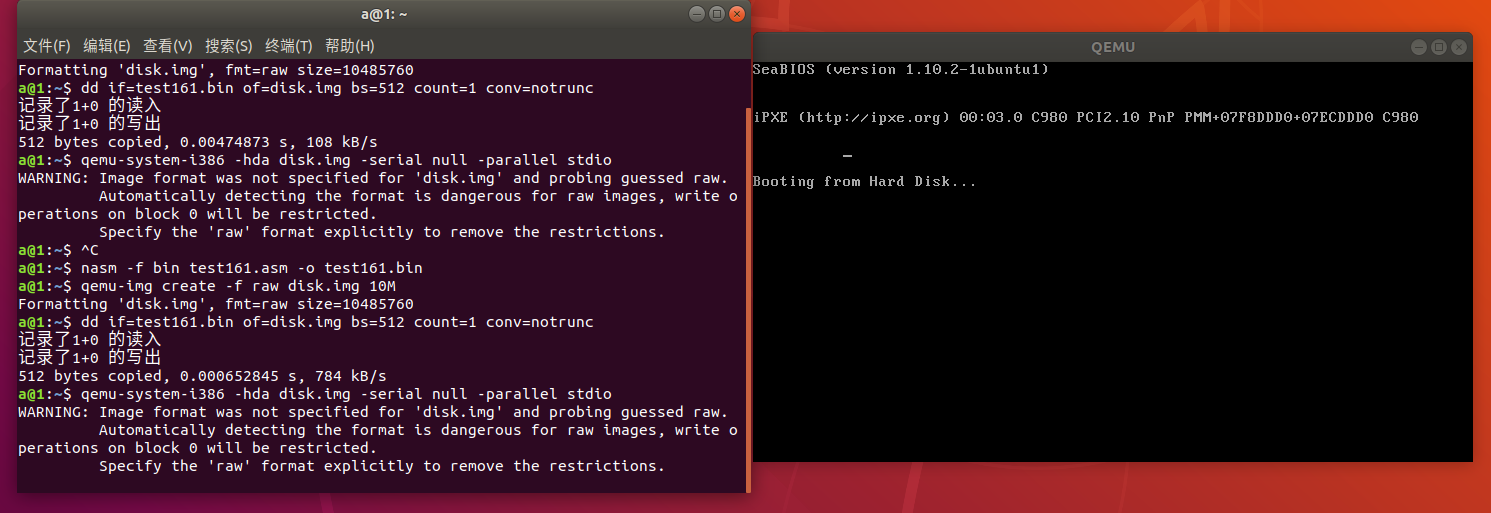 a@1: ~
文件(F) 编辑(E) 查看(V) 搜索(S) 终端(T) 帮助(H)
Formatting 'disk.img', fmt=raw size=10485760
a@1:~$ dd if=test161.bin of=disk.img bs=512 count=1 conv=notrunc
记录了1+0 的读入
记录了1+0 的写出
512 bytes copied, 0.00474873 s, 108 kB/s
a@1:~$ qemu-system-i386 -hda disk.img -serial null -parallel stdio
WARNING: Image format was not specified for 'disk.img' and probing guessed raw.
         Automatically detecting the format is dangerous for raw images, write o
perations on block 0 will be restricted.
         Specify the 'raw' format explicitly to remove the restrictions.
a@1:~$ ^C
a@1:~$ nasm -f bin test161.asm -o test161.bin
a@1:~$ qemu-img create -f raw disk.img 10M
Formatting 'disk.img', fmt=raw size=10485760
a@1:~$ dd if=test161.bin of=disk.img bs=512 count=1 conv=notrunc
记录了1+0 的读入
记录了1+0 的写出
512 bytes copied, 0.000652845 s, 784 kB/s
a@1:~$ qemu-system-i386 -hda disk.img -serial null -parallel stdio
WARNING: Image format was not specified for 'disk.img' and probing guessed raw.
         Automatically detecting the format is dangerous for raw images, write o
perations on block 0 will be restricted.
         Specify the 'raw' format explicitly to remove the restrictions.
QEMU
SeaBIOS (version 1.10.2-1ubuntu1)
iPXE (http://ipxe.org) 00:03.0 C980 PCI2.10 PnP PMM+07F8DDD0+07ECDDD0 C980
Booting from Hard Disk...